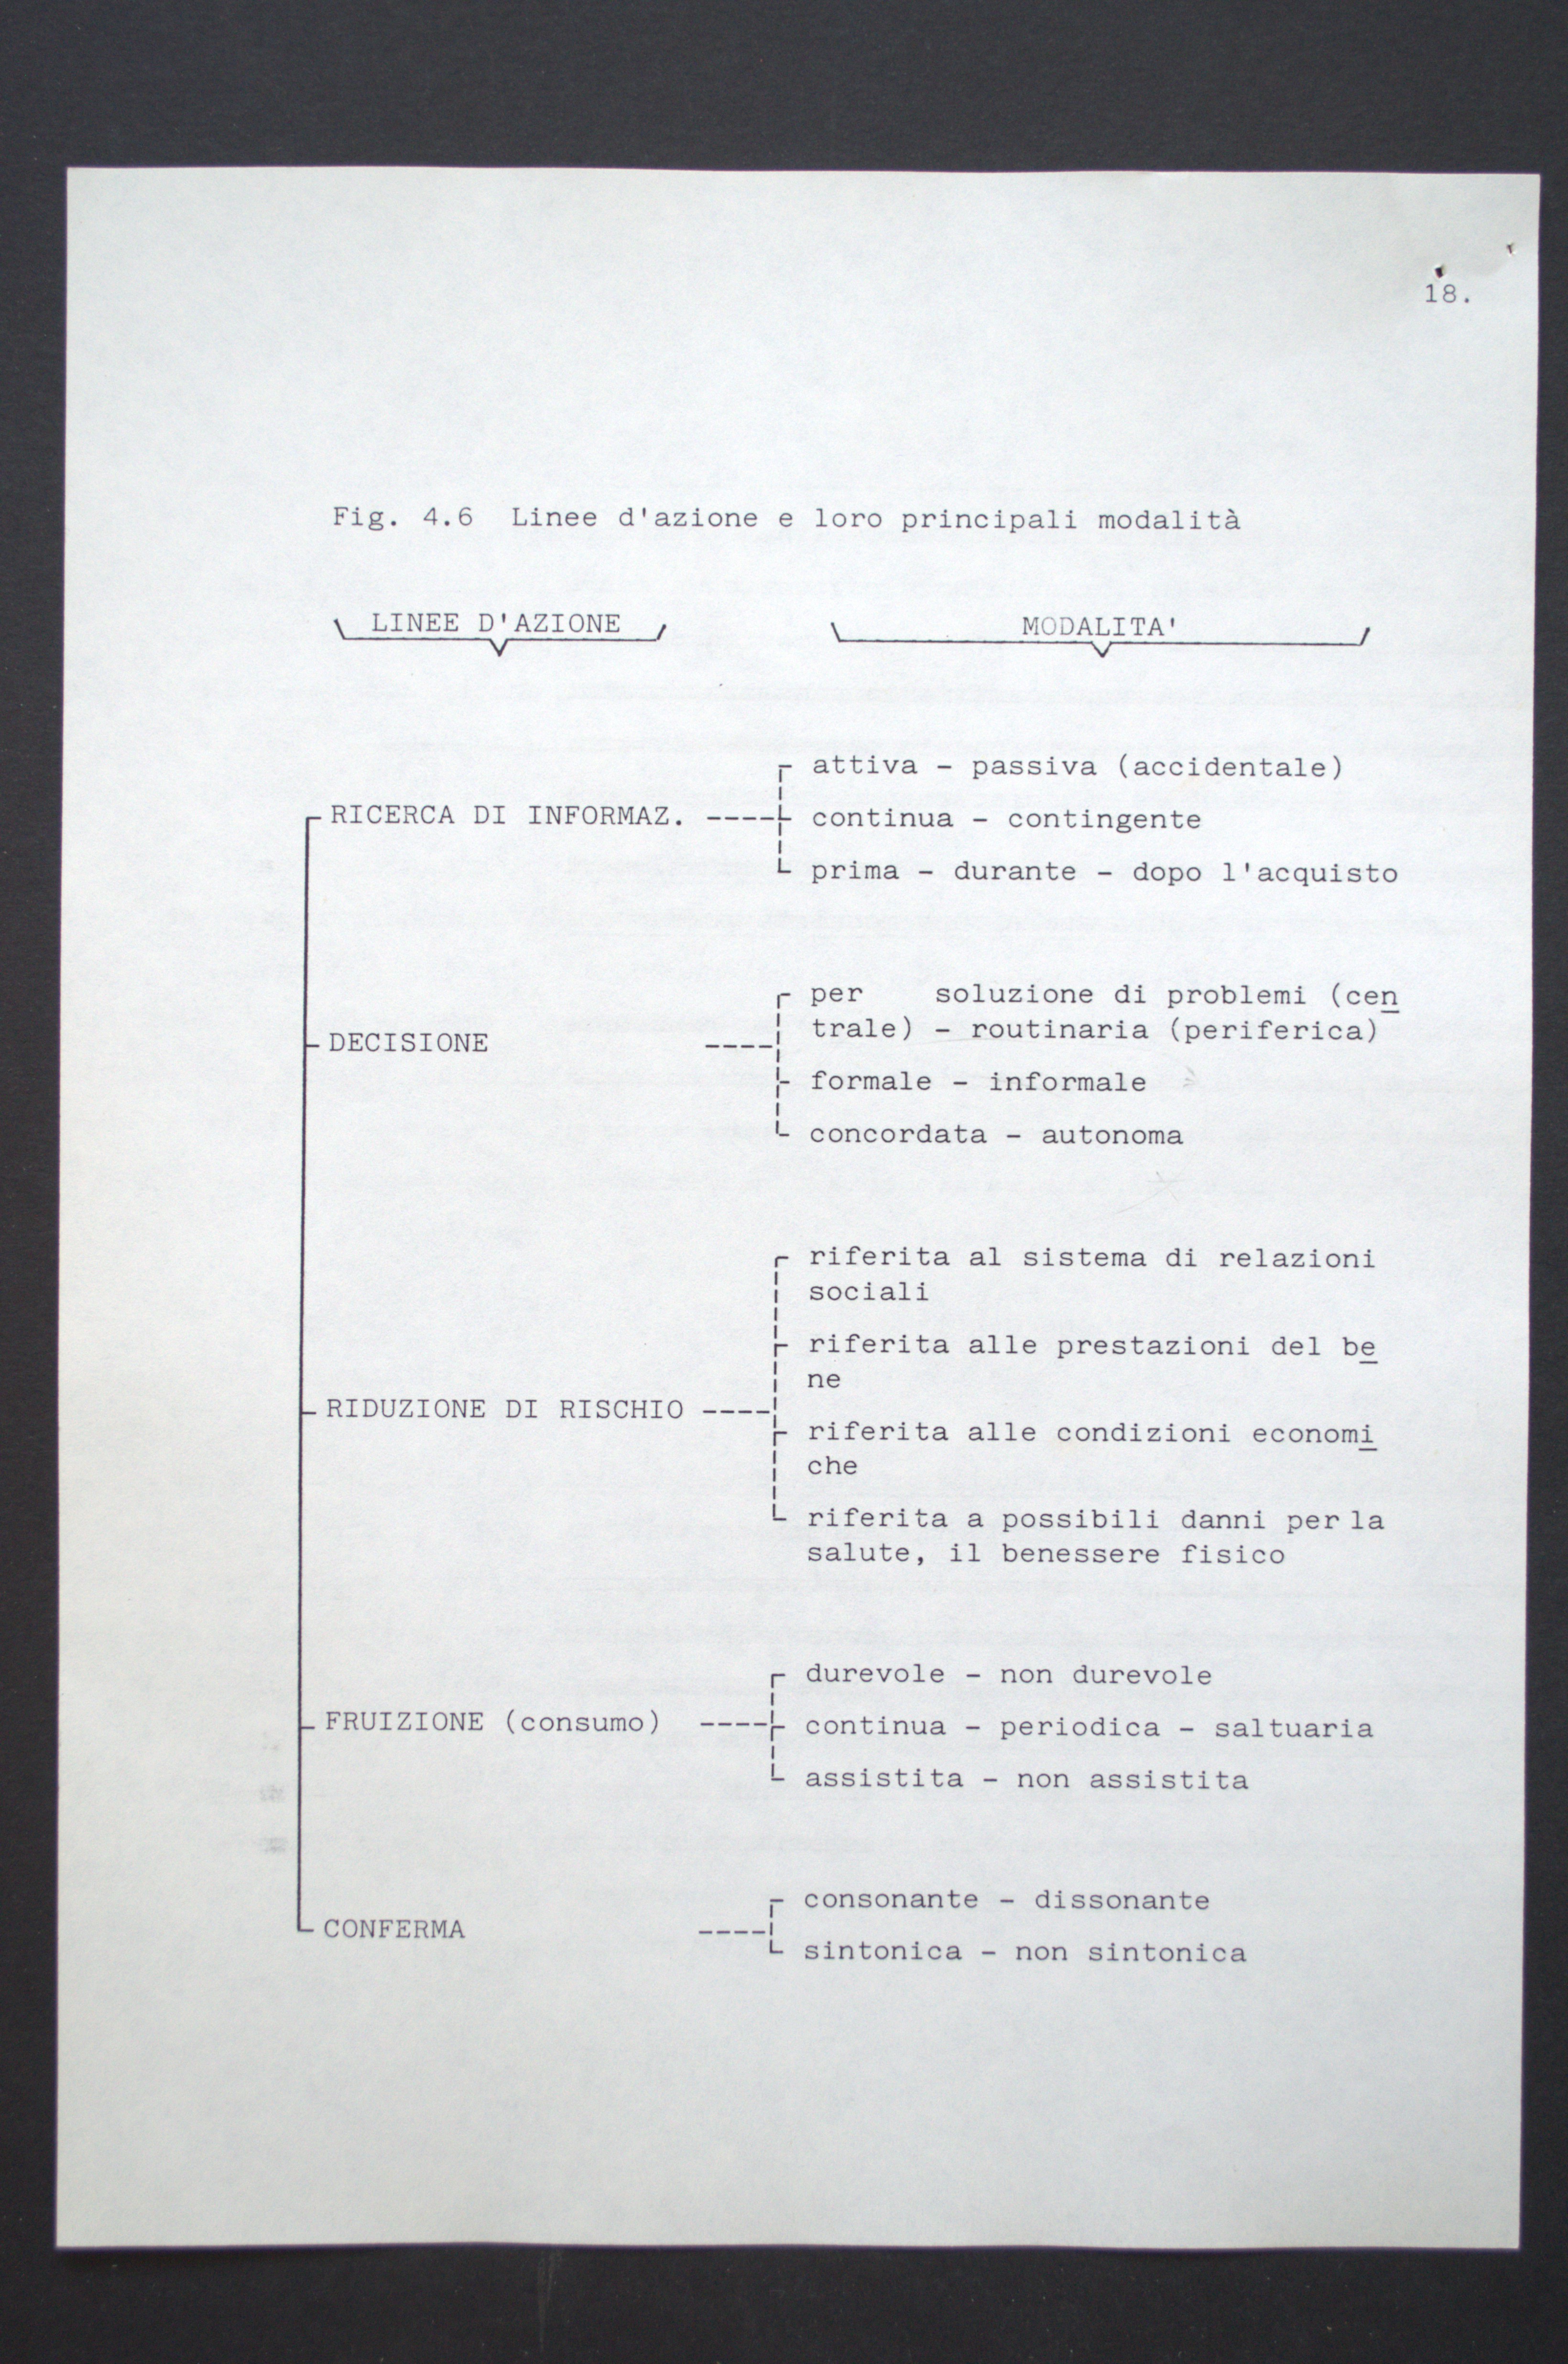 18.
Fig. 4.6 Linee d'azione e loro principali modalità
LINEE D'AZIONE
MODALITA'
RICERCA DI INFORMAZ.
attiva - passiva (accidentale)
continua - contingente
prima - durante - dopo l'acquisto
DECISIONE
per soluzione di problemi (cen
trale) - routinaria (periferica)
formale - informale
concordata - autonoma
RIDUZIONE DI RISCHIO
riferita al sistema di relazioni
sociali
riferita alle prestazioni del be
ne
riferita alle condizioni economi
che
riferita a possibili danni per la
salute, il benessere fisico
FRUIZIONE (consumo)
durevole - non durevole
continua - periodica - saltuaria
assistita - non assistita
CONFERMA
consonante - dissonante
sintonica - non sintonica